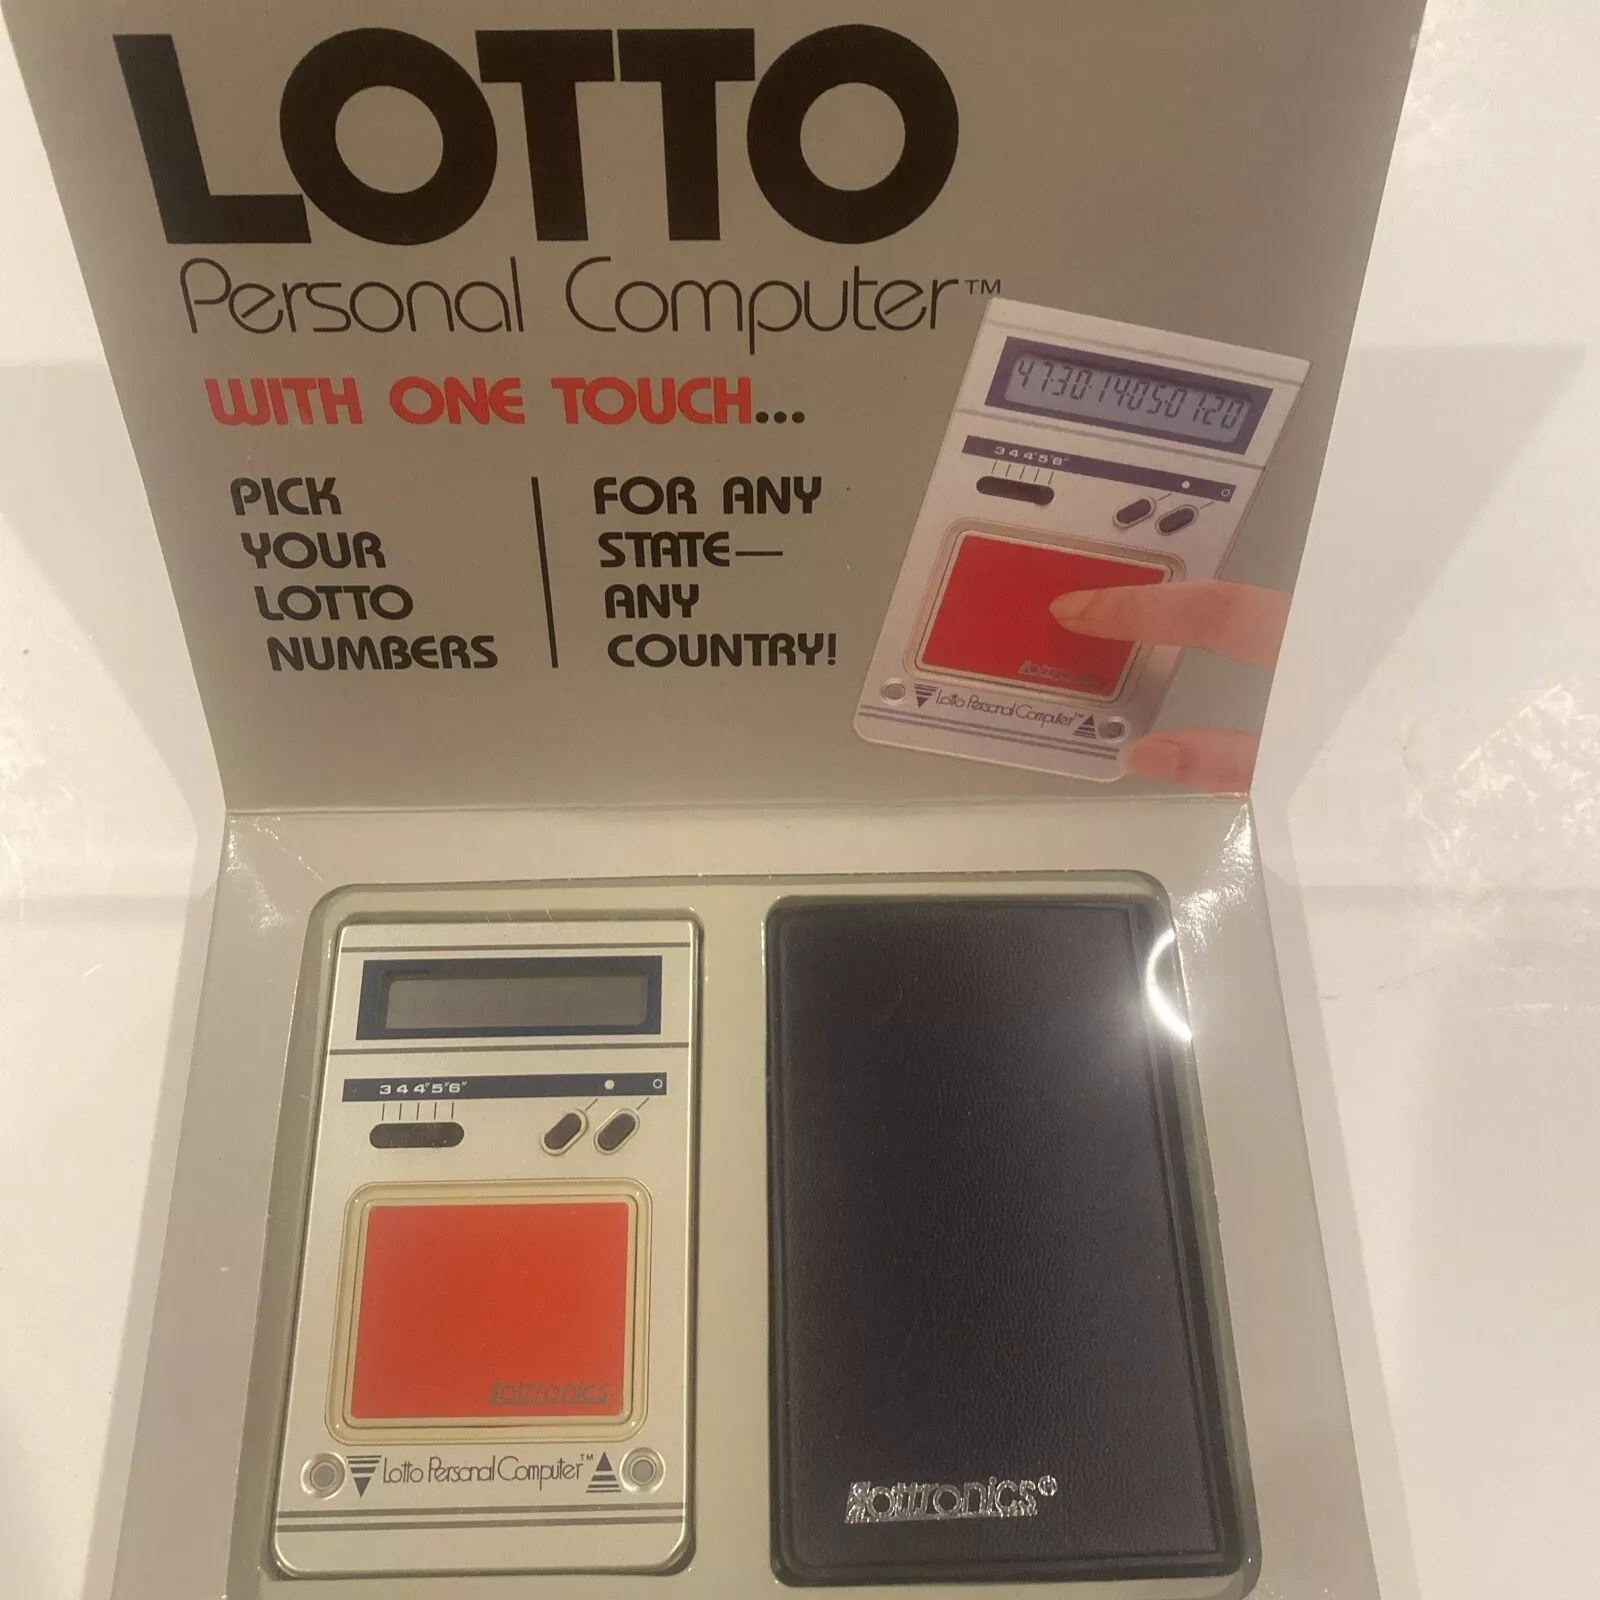 LOTTO
Personal Computer™
WITH ONE TOUCH...
PICK
YOUR
LOTTO
NUMBERS
FOR ANY
STATE—
ANY
COUNTRY!
47-30-14-05-01-20
3 4 4" 5" 6"
Lottronics
Lotto Personal Computer™
3 4 4" 5" 6"
Lottronics
Lotto Personal Computer™
Lottronics®